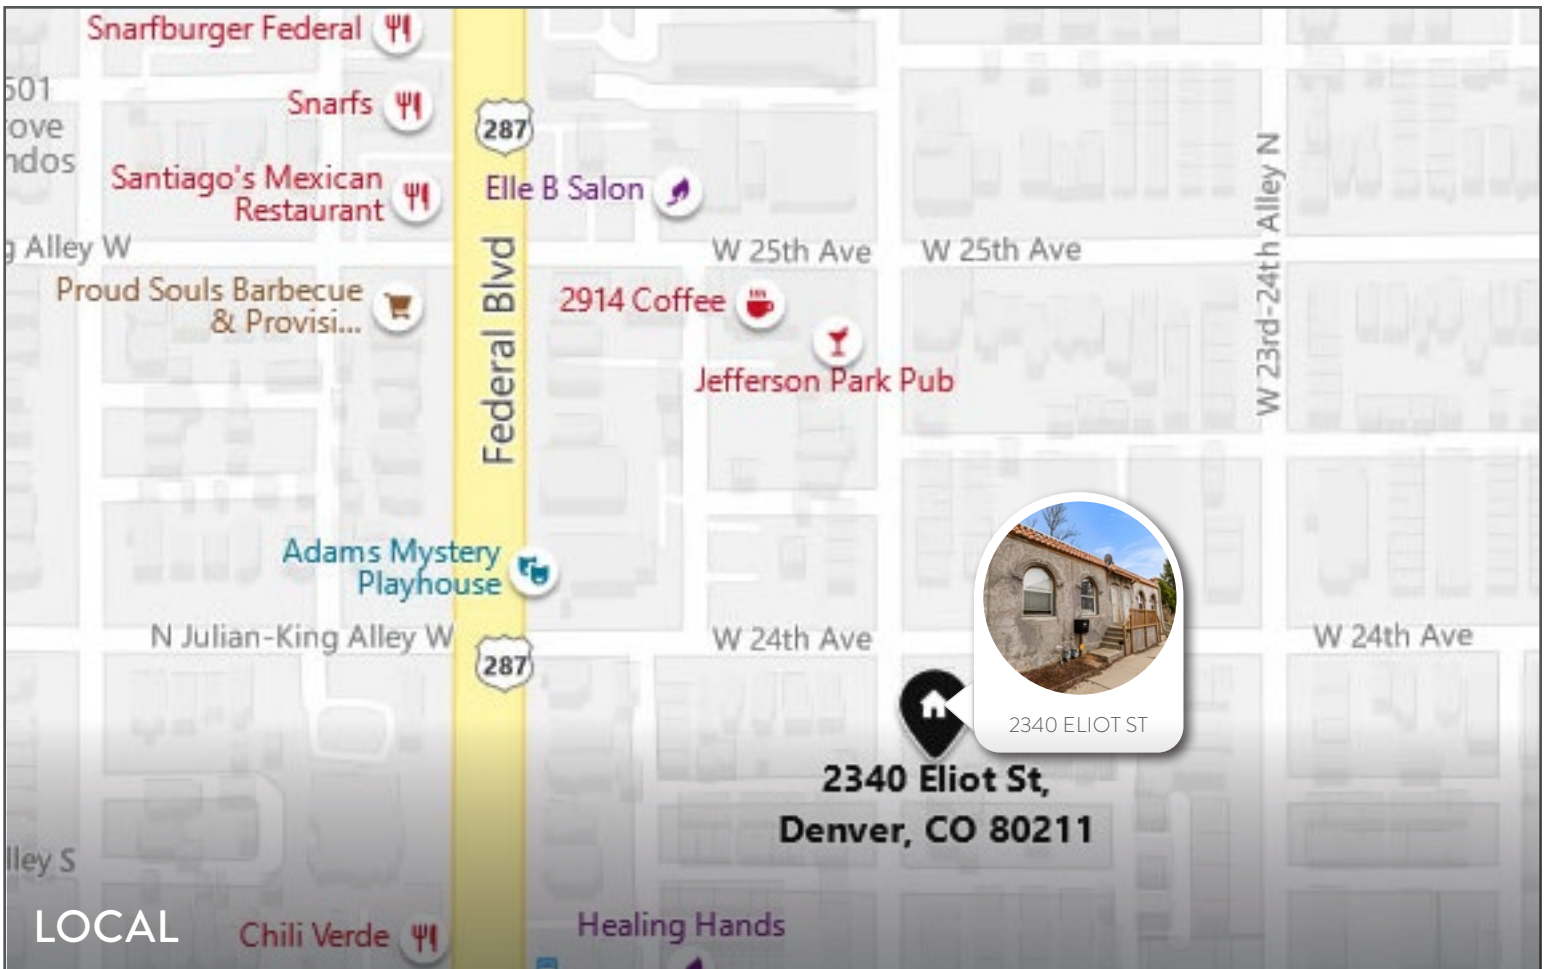 Snarfburger Federal
501
ove
ndos
Snarfs
287
Santiago's Mexican
Restaurant
Elle B Salon
g Alley W
W 25th Ave
W 25th Ave
W 23rd-24th Alley N
Proud Souls Barbecue
& Provisi...
Federal Blvd
2914 Coffee
Jefferson Park Pub
Adams Mystery
Playhouse
N Julian-King Alley W
287
W 24th Ave
W 24th Ave
2340 ELIOT ST
2340 Eliot St,
Denver, CO 80211
lley S
LOCAL
Chili Verde
Healing Hands